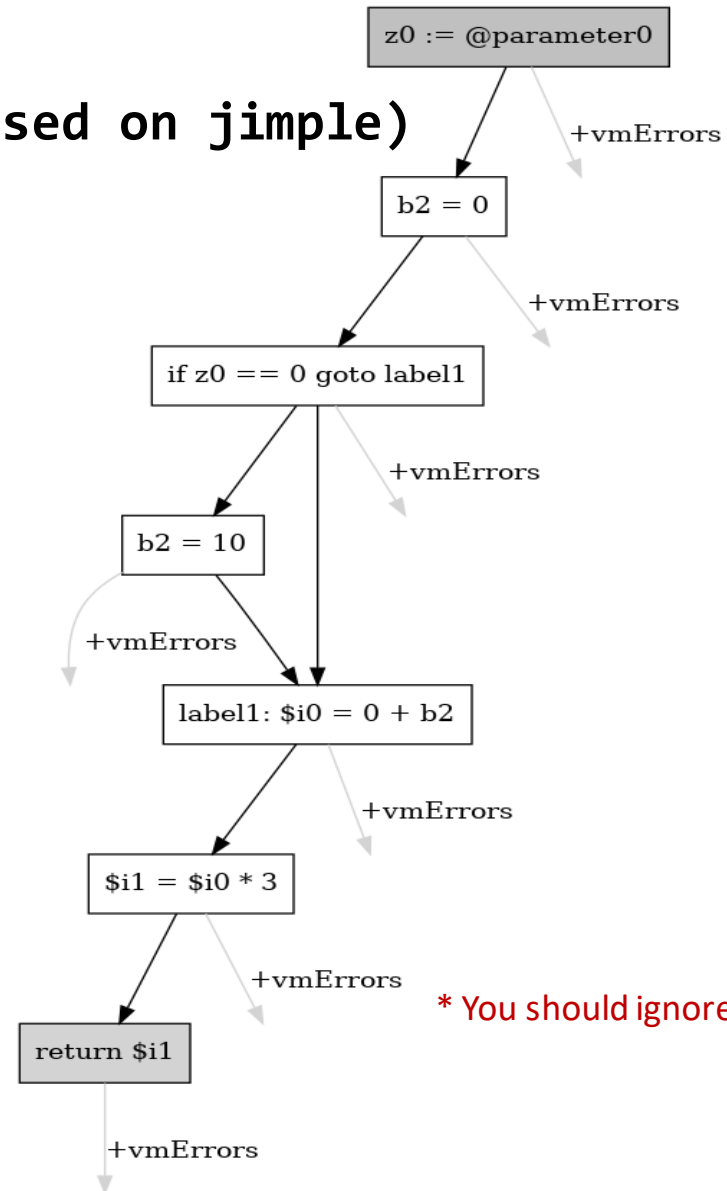 z0 := @parameter0
sed on jimple)
+vmErrors
b2 = 0
+vmErrors
if z0 == 0 goto label1
+vmErrors
b2 = 10
+vmErrors
label1: $i0 = 0 + b2
+vmErrors
$i1 = $i0 * 3
+vmErrors
* You should ignore
return $i1
+vmErrors